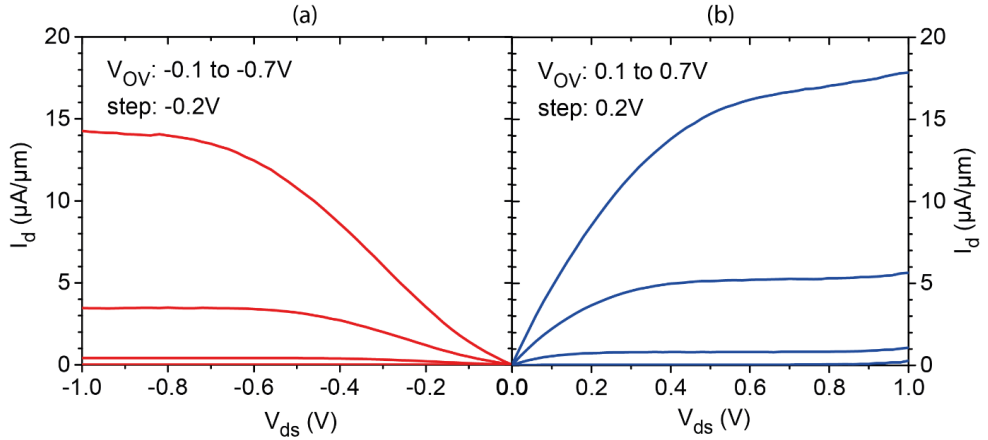 (a)
(b)
V_OV: -0.1 to -0.7V
step: -0.2V
V_OV: 0.1 to 0.7V
step: 0.2V
20
15
10
5
0
I_d (µA/µm)
20
15
10
5
0
I_d (µA/µm)
-1.0 -0.8 -0.6 -0.4 -0.2 0.0
0.0 0.2 0.4 0.6 0.8 1.0
V_ds (V)
V_ds (V)